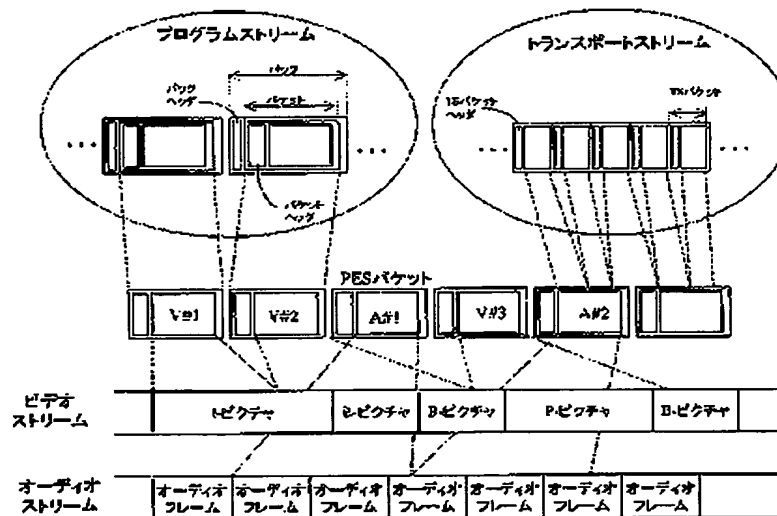 プログラムストリーム
トランスポートストリーム
パック
パック
ヘッダ
パケット
パケット
ヘッダ
TSパケット
ヘッダ
TSパケット
PESパケット
V#1
V#2
A#1
V#3
A#2
ビデオ
ストリーム
I-ピクチャ
B-ピクチャ
B-ピクチャ
P-ピクチャ
B-ピクチャ
オーディオ
ストリーム
オーディオ
フレーム
オーディオ
フレーム
オーディオ
フレーム
オーディオ
フレーム
オーディオ
フレーム
オーディオ
フレーム
オーディオ
フレーム